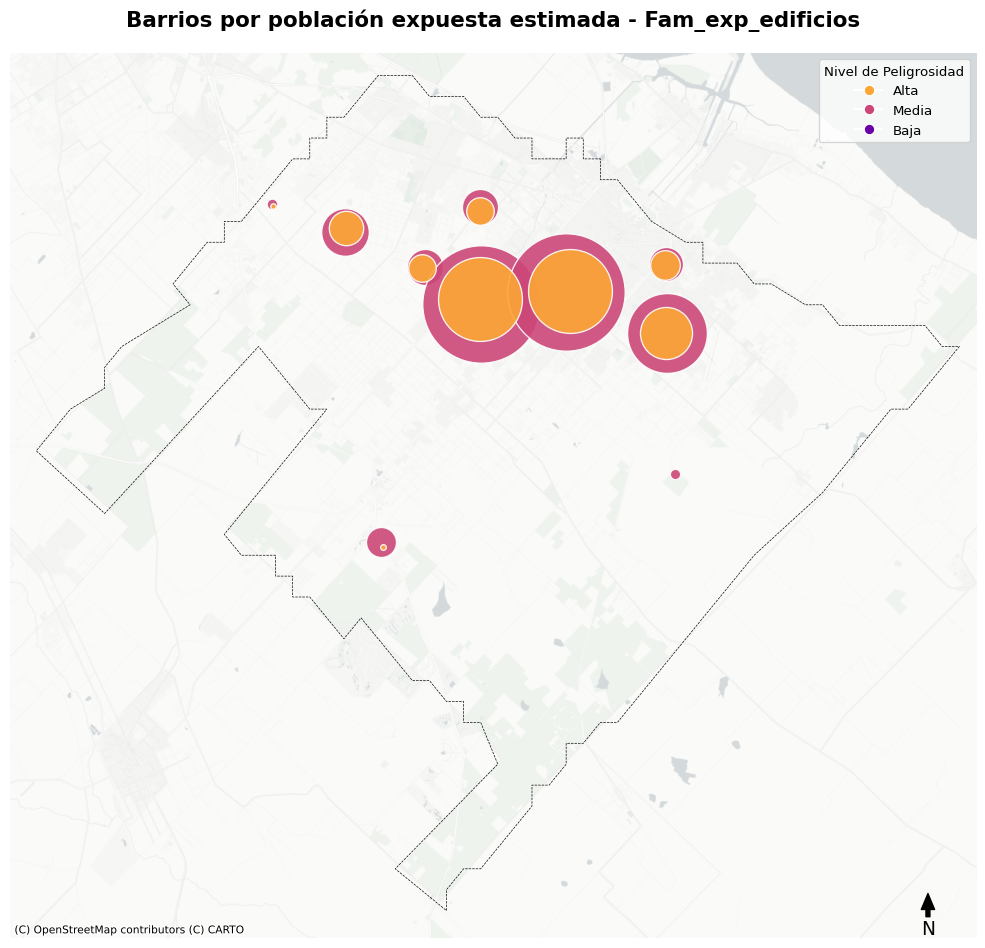 Barrios por población expuesta estimada - Fam_exp_edificios
Nivel de Peligrosidad
Alta
Media
Baja
(C) OpenStreetMap contributors (C) CARTO
N